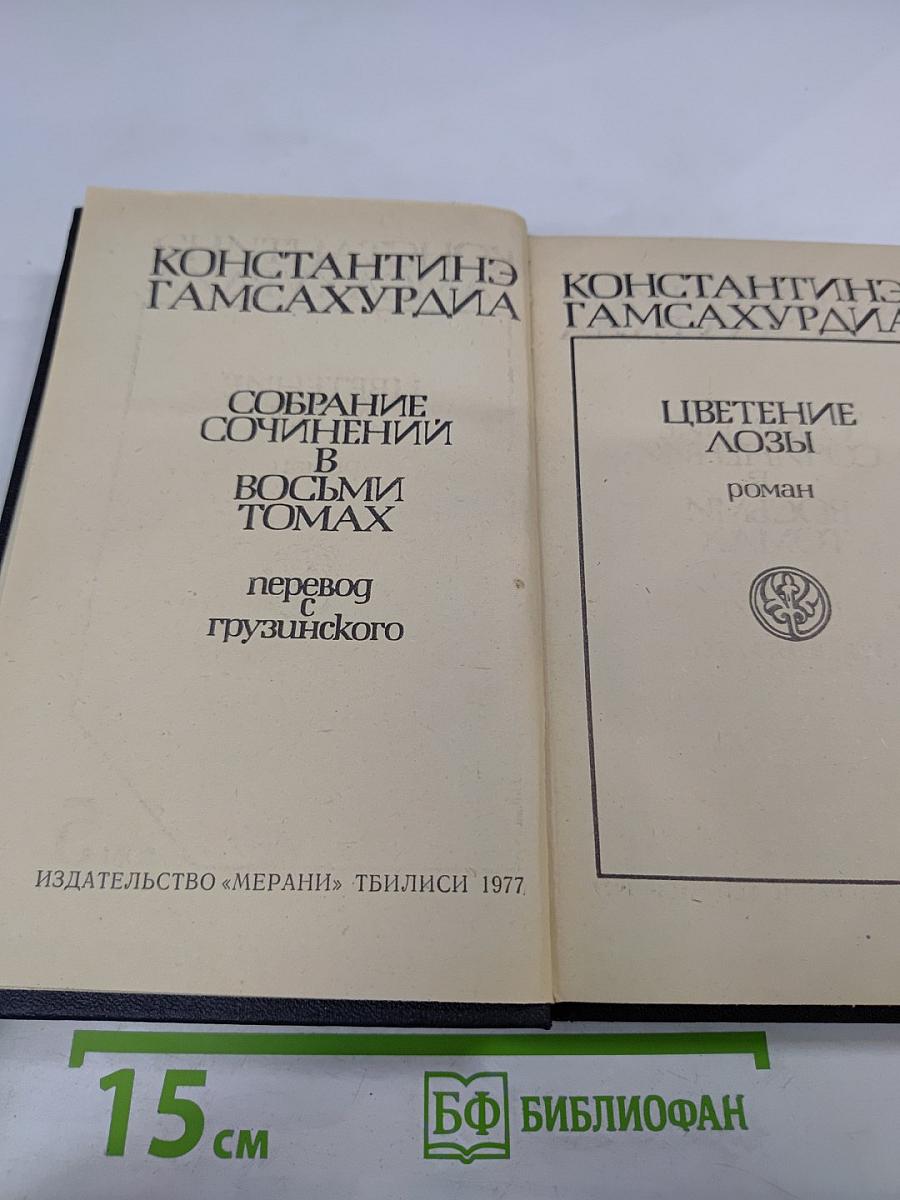 КОНСТАНТИНЭ
ГАМСАХУРДИА
СОБРАНИЕ
СОЧИНЕНИЙ
В
ВОСЬМИ
ТОМАХ
перевод
с
грузинского
ИЗДАТЕЛЬСТВО «МЕРАНИ» ТБИЛИСИ 1977
КОНСТАНТИНЭ
ГАМСАХУРДИА
ЦВЕТЕНИЕ
ЛОЗЫ
роман
15 см
БФ БИБЛИОФАН